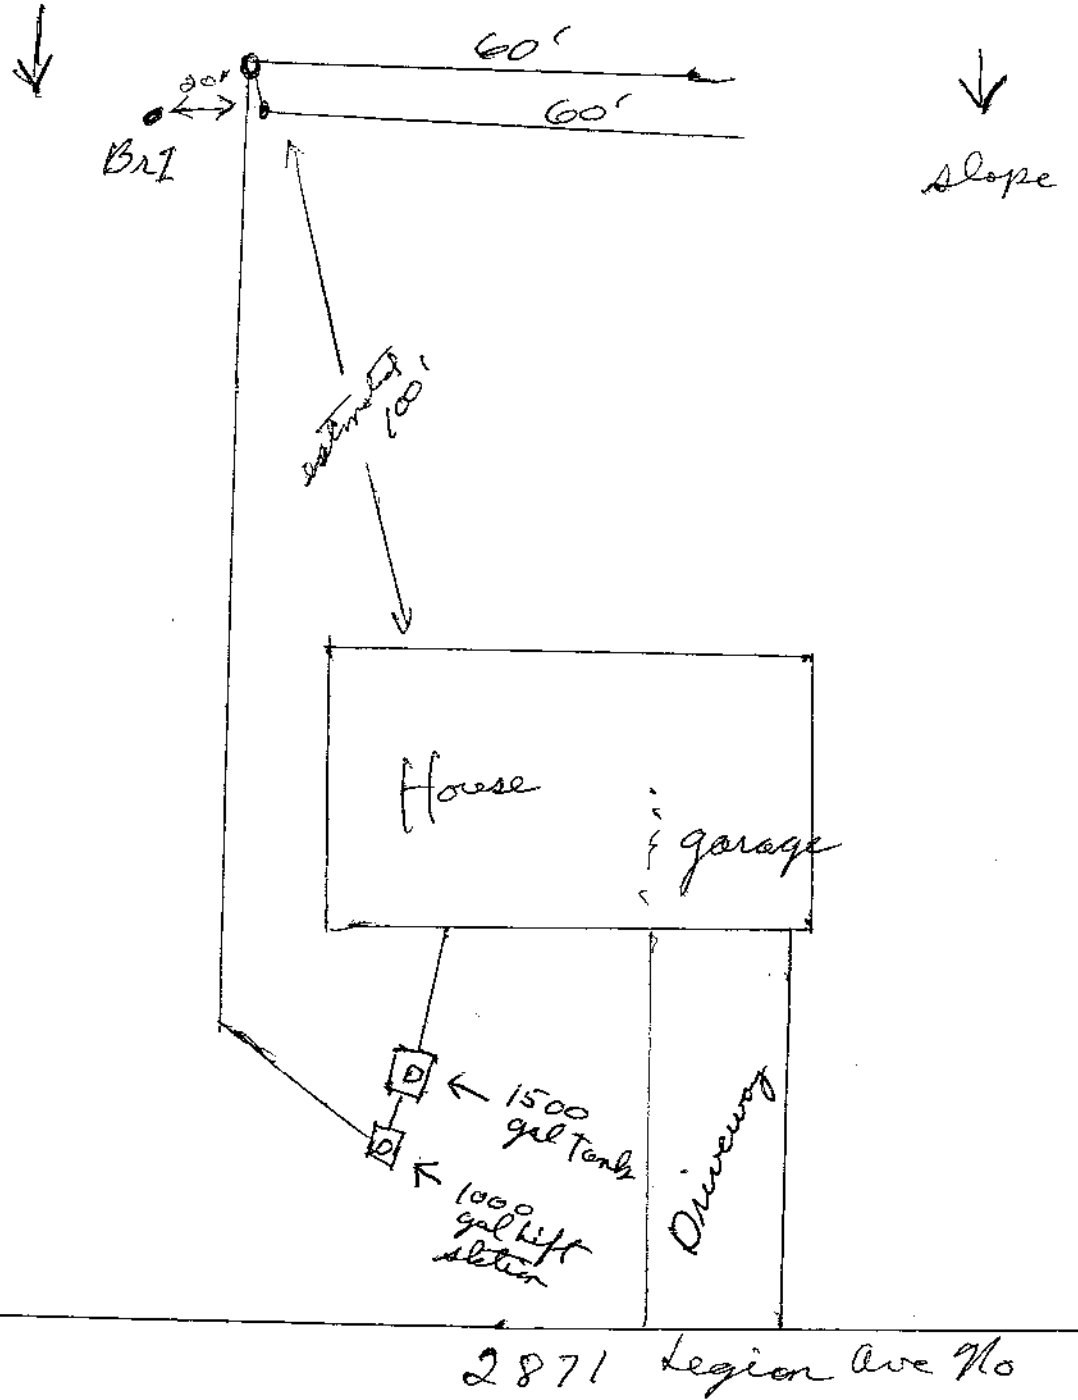 60'
20'
60'
Br1
slope
estimated
100'
House
garage
1500
gal Tank
1000
gal Lift
station
Driveway
2871 Legion Ave No